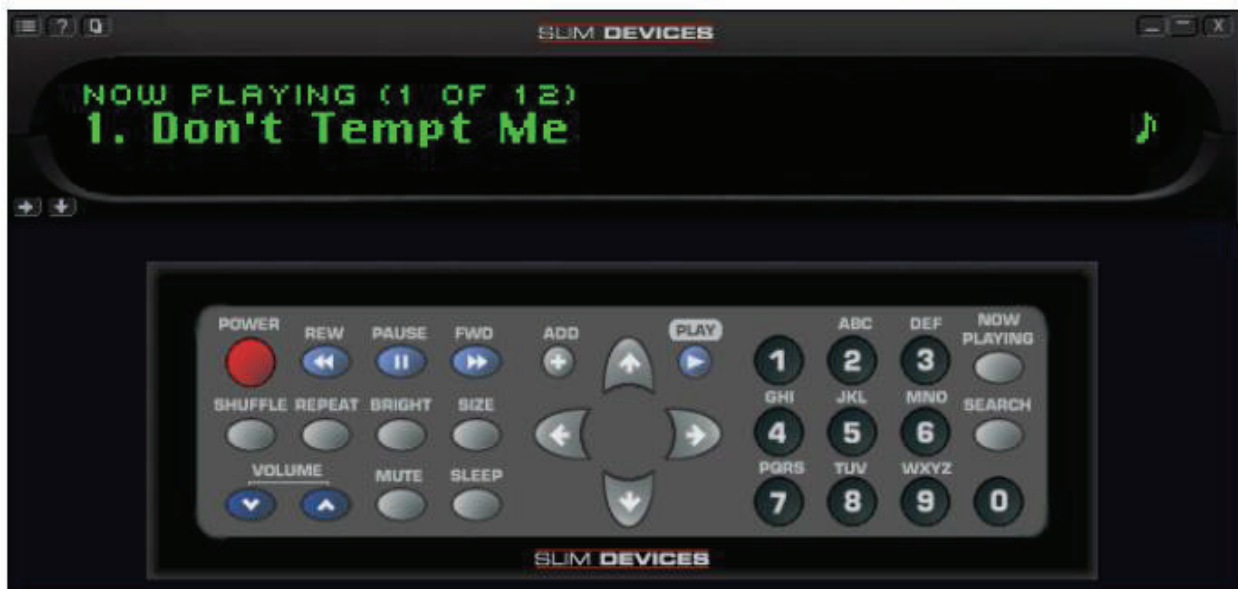 ? X
SLIM DEVICES
NOW PLAYING (1 OF 12)
1. Don't Tempt Me
POWER REW PAUSE FWD ADD PLAY ABC DEF NOW PLAYING
1 2 3
SHUFFLE REPEAT BRIGHT SIZE GHI JKL MNO SEARCH
4 5 6
VOLUME MUTE SLEEP PQRS TUV WXYZ
7 8 9 0
SLIM DEVICES